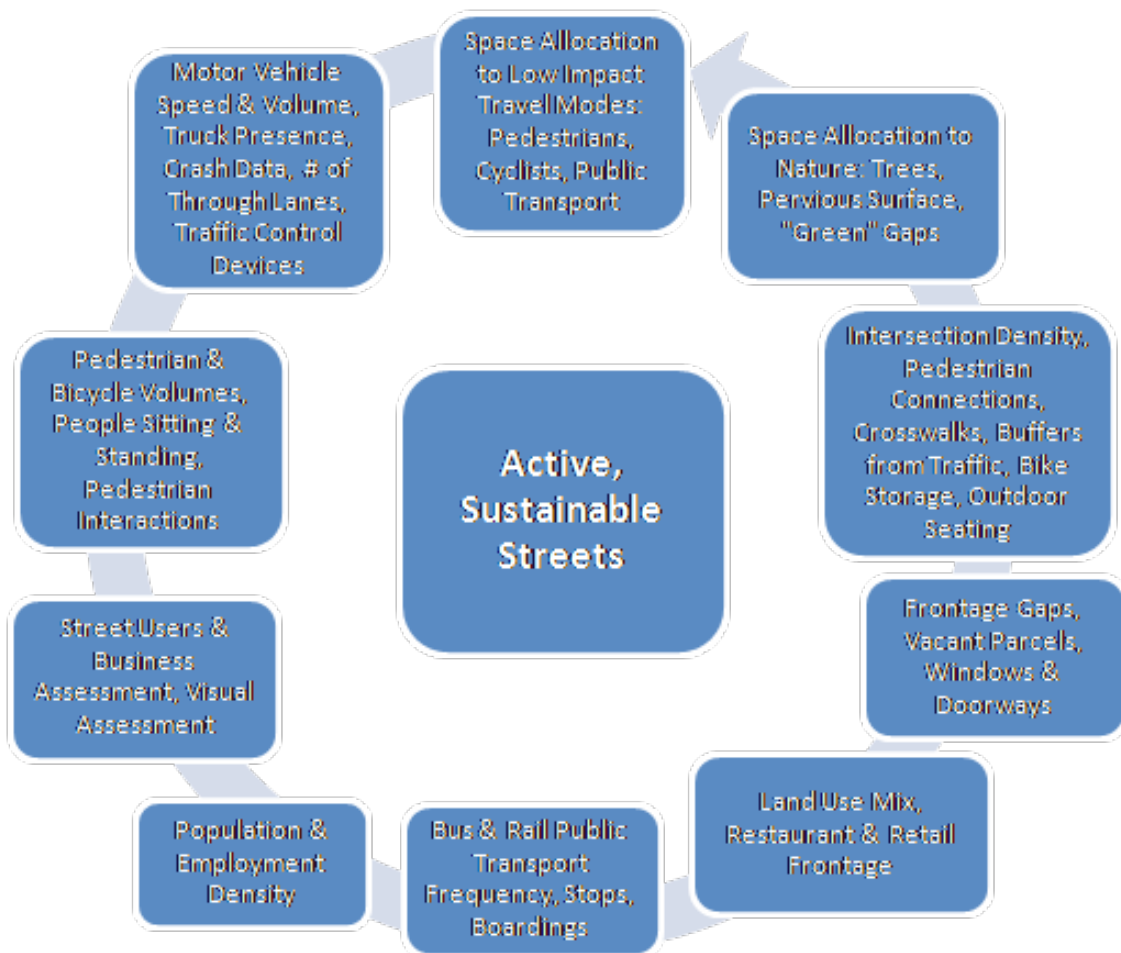 Space Allocation
to Low Impact
Travel Modes:
Pedestrians,
Cyclists, Public
Transport
Space Allocation to
Nature: Trees,
Pervious Surface,
"Green" Gaps
Intersection Density,
Pedestrian
Connections,
Crosswalks, Buffers
from Traffic, Bike
Storage, Outdoor
Seating
Frontage Gaps,
Vacant Parcels,
Windows &
Doorways
Land Use Mix,
Restaurant & Retail
Frontage
Bus & Rail Public
Transport
Frequency, Stops,
Boardings
Population &
Employment
Density
Street Users &
Business
Assessment, Visual
Assessment
Pedestrian &
Bicycle Volumes,
People Sitting &
Standing,
Pedestrian
Interactions
Motor Vehicle
Speed & Volume,
Truck Presence,
Crash Data, # of
Through Lanes,
Traffic Control
Devices
Active,
Sustainable
Streets